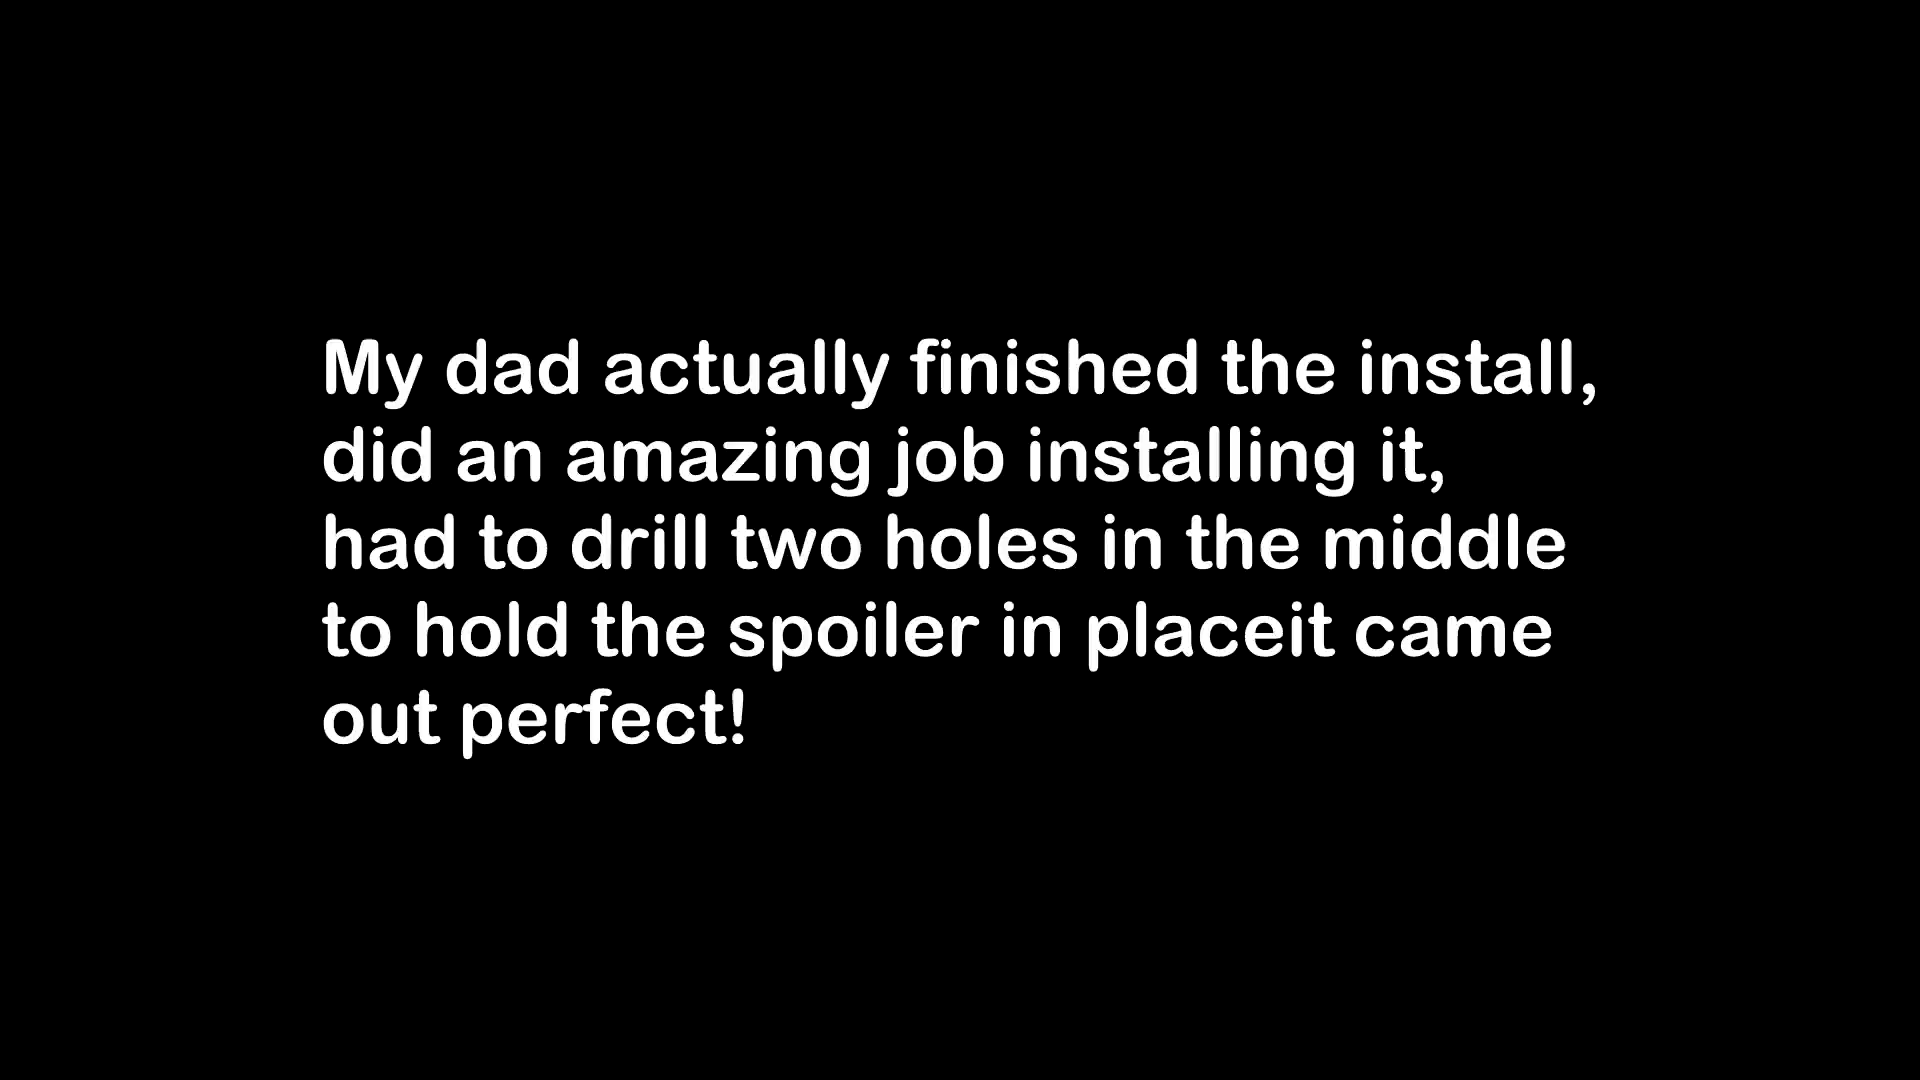 My dad actually finished the install,
did an amazing job installing it,
had to drill two holes in the middle
to hold the spoiler in placeit came
out perfect!